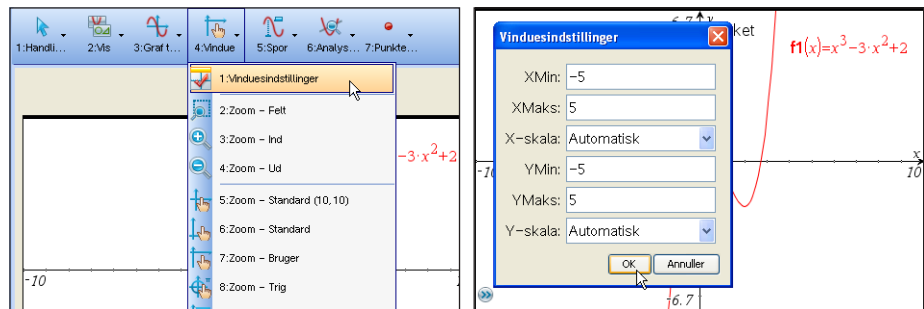 1:Handli... 2:Vis 3:Graf t... 4:Vindue 5:Spor 6:Analys... 7:Punkte...
1:Vinduesindstillinger
2:Zoom – Felt
3:Zoom – Ind
4:Zoom – Ud
5:Zoom – Standard (10,10)
6:Zoom – Standard
7:Zoom – Bruger
8:Zoom – Trig
-3·x²+2
-10
1
Vinduesindstillinger
XMin: -5
XMaks: 5
X-skala: Automatisk
YMin: -5
YMaks: 5
Y-skala: Automatisk
OK Annuller
6.7 y
ket
f1(x)=x³-3·x²+2
x
-10
10
-6.7